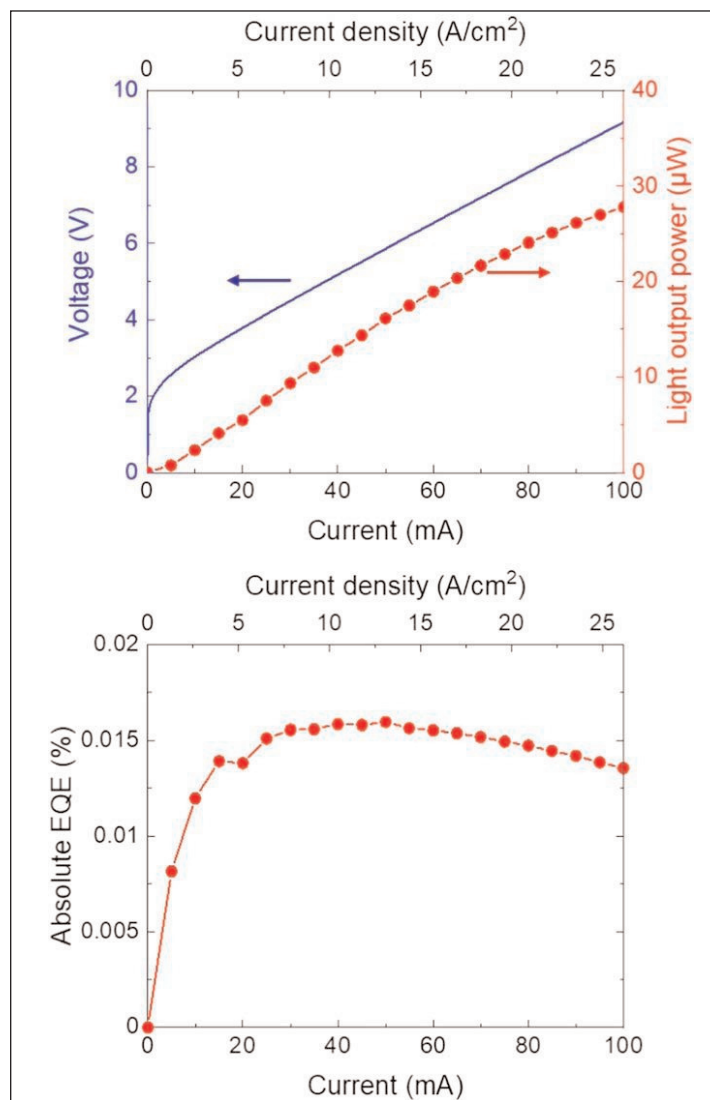 Current density (A/cm²)
0 5 10 15 20 25
10 40
8 30
6
20
4
10
2
0 0
Voltage (V)
Light output power (µW)
0 20 40 60 80 100
Current (mA)
Current density (A/cm²)
0 5 10 15 20 25
0.02
0.015
0.01
0.005
0
Absolute EQE (%)
0 20 40 60 80 100
Current (mA)